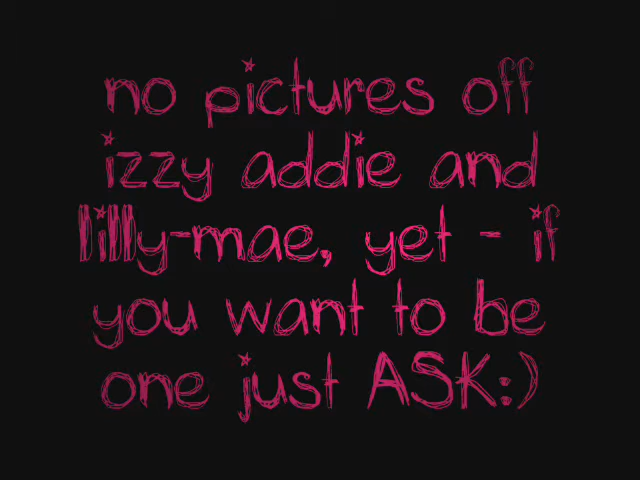 no pictures off
izzy addie and
lilly-mae, yet - if
you want to be
one just ASK:)